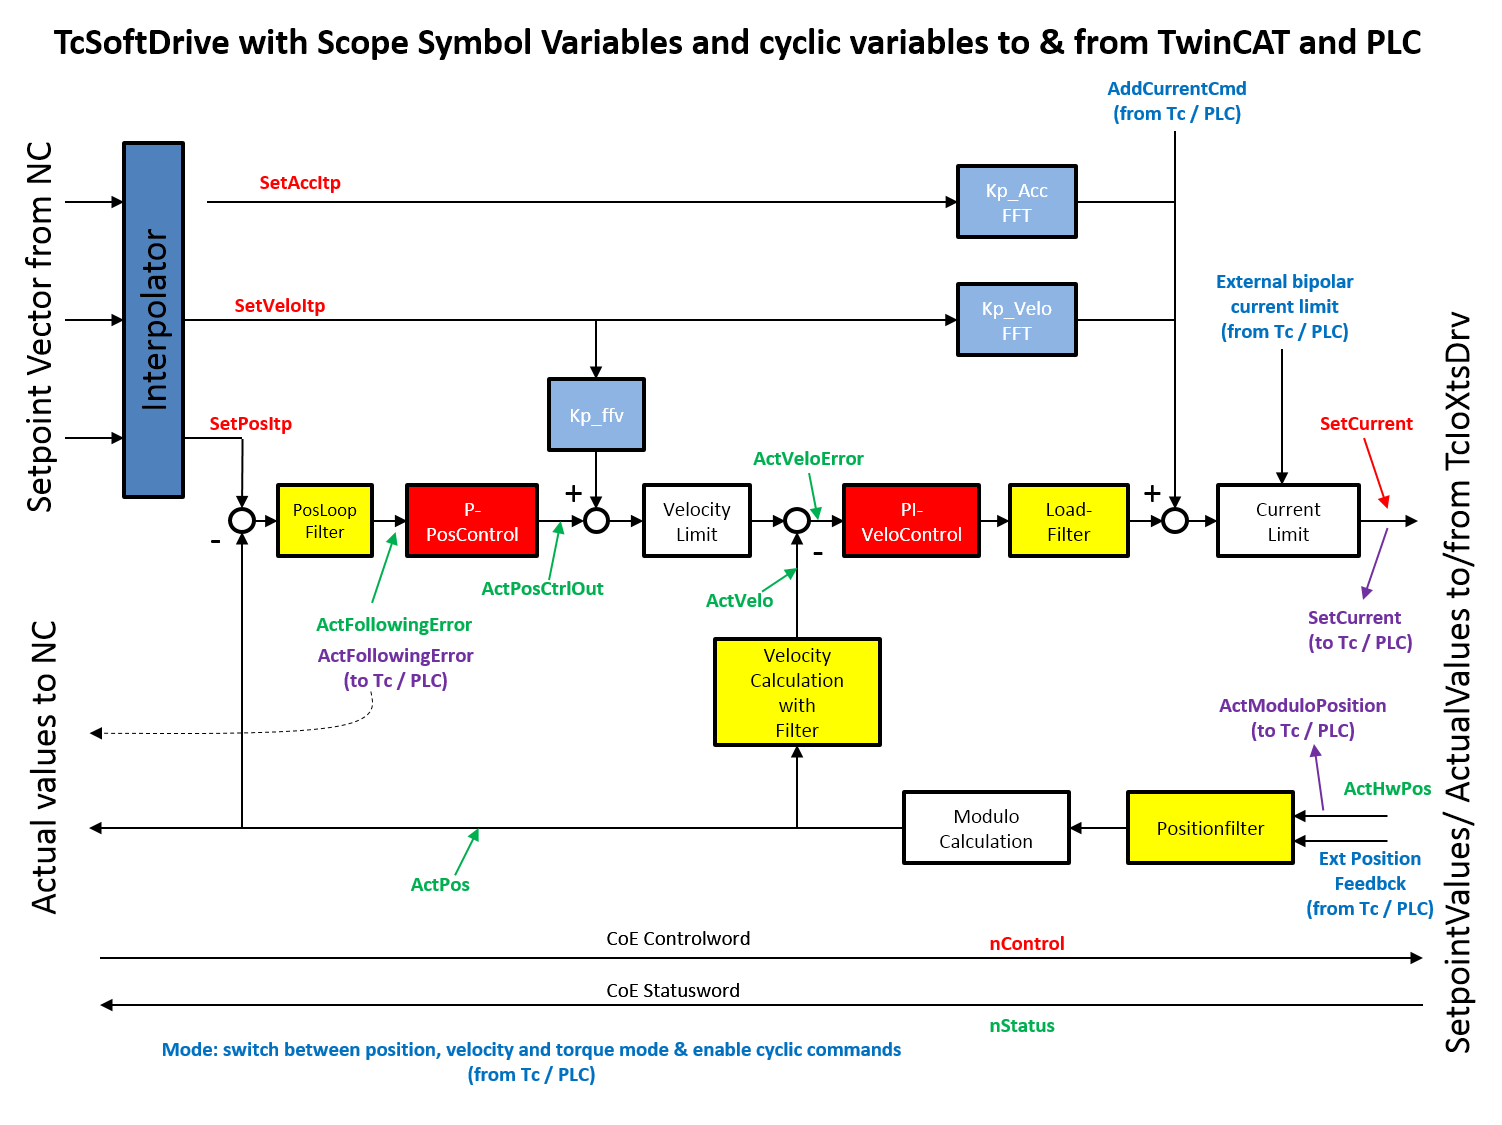 TcSoftDrive with Scope Symbol Variables and cyclic variables to & from TwinCAT and PLC
AddCurrentCmd
(from Tc / PLC)
Setpoint Vector from NC
Interpolator
SetAccItp
Kp_Acc
FFT
SetVeloItp
Kp_Velo
FFT
External bipolar
current limit
(from Tc / PLC)
Kp_ffv
SetPosItp
SetCurrent
ActVeloError
+
+
-
-
PosLoop
Filter
P-
PosControl
Velocity
Limit
PI-
VeloControl
Load-
Filter
Current
Limit
ActPosCtrlOut
ActVelo
ActFollowingError
ActFollowingError
(to Tc / PLC)
SetCurrent
(to Tc / PLC)
Velocity
Calculation
with
Filter
ActModuloPosition
(to Tc / PLC)
ActHwPos
Modulo
Calculation
Positionfilter
Ext Position
Feedbck
(from Tc / PLC)
ActPos
Actual values to NC
SetpointValues/ ActualValues to/from TcIoXtsDrv
CoE Controlword
nControl
CoE Statusword
nStatus
Mode: switch between position, velocity and torque mode & enable cyclic commands
(from Tc / PLC)